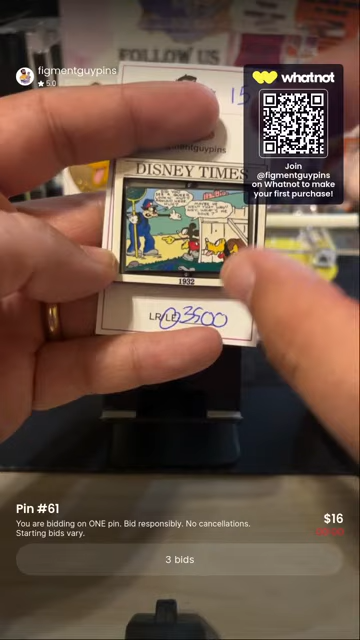 figmentguypins
★ 5.0
FOLLOW US
whatnot
Join
@figmentguypins
on Whatnot to make
your first purchase!
15
DISNEY TIMES
1932
LR/LE 03500
Pin #61
$16
You are bidding on ONE pin. Bid responsibly. No cancellations.
Starting bids vary.
3 bids